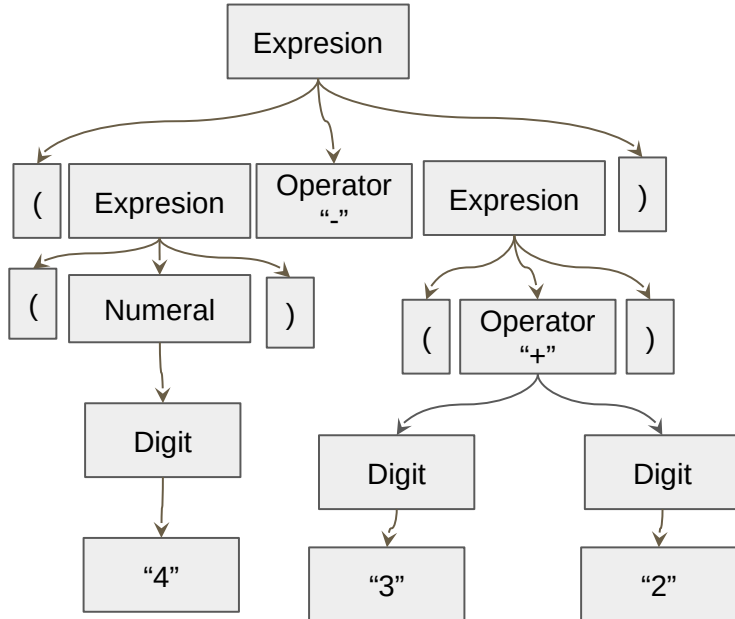 Expresion
(
Expresion
Operator
“-”
Expresion
)
(
Numeral
)
(
Operator
“+”
)
Digit
Digit
Digit
“4”
“3”
“2”